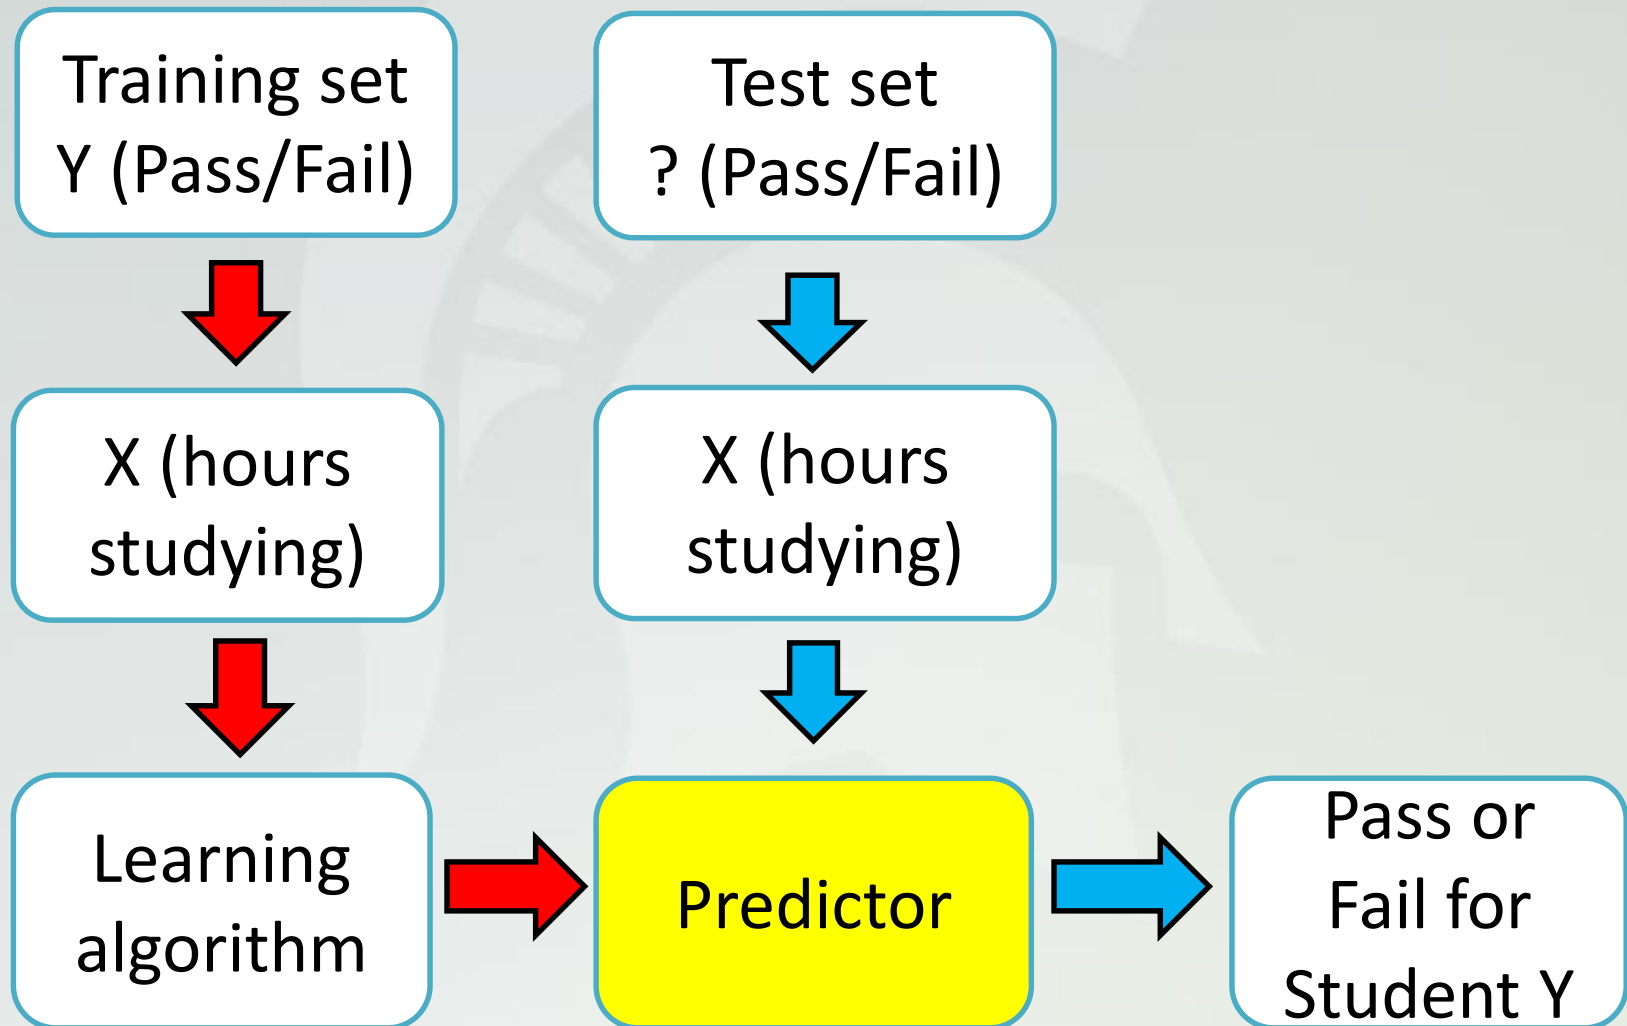 Training set
Y (Pass/Fail)
Test set
? (Pass/Fail)
X (hours
studying)
X (hours
studying)
Learning
algorithm
Predictor
Pass or
Fail for
Student Y